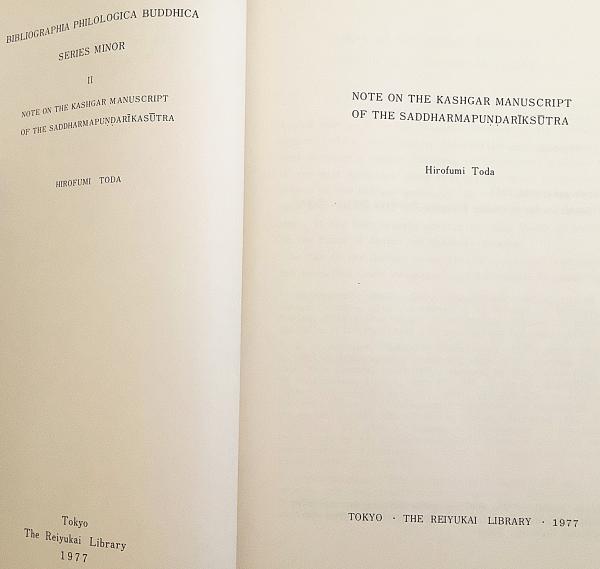 BIBLIOGRAPHIA PHILOLOGICA BUDDHICA
SERIES MINOR
II
NOTE ON THE KASHGAR MANUSCRIPT
OF THE SADDHARMAPUṆḌARĪKASŪTRA
HIROFUMI TODA
Tokyo
The Reiyukai Library
1977
NOTE ON THE KASHGAR MANUSCRIPT
OF THE SADDHARMAPUṆḌARĪKSŪTRA
Hirofumi Toda
TOKYO · THE REIYUKAI LIBRARY · 1977